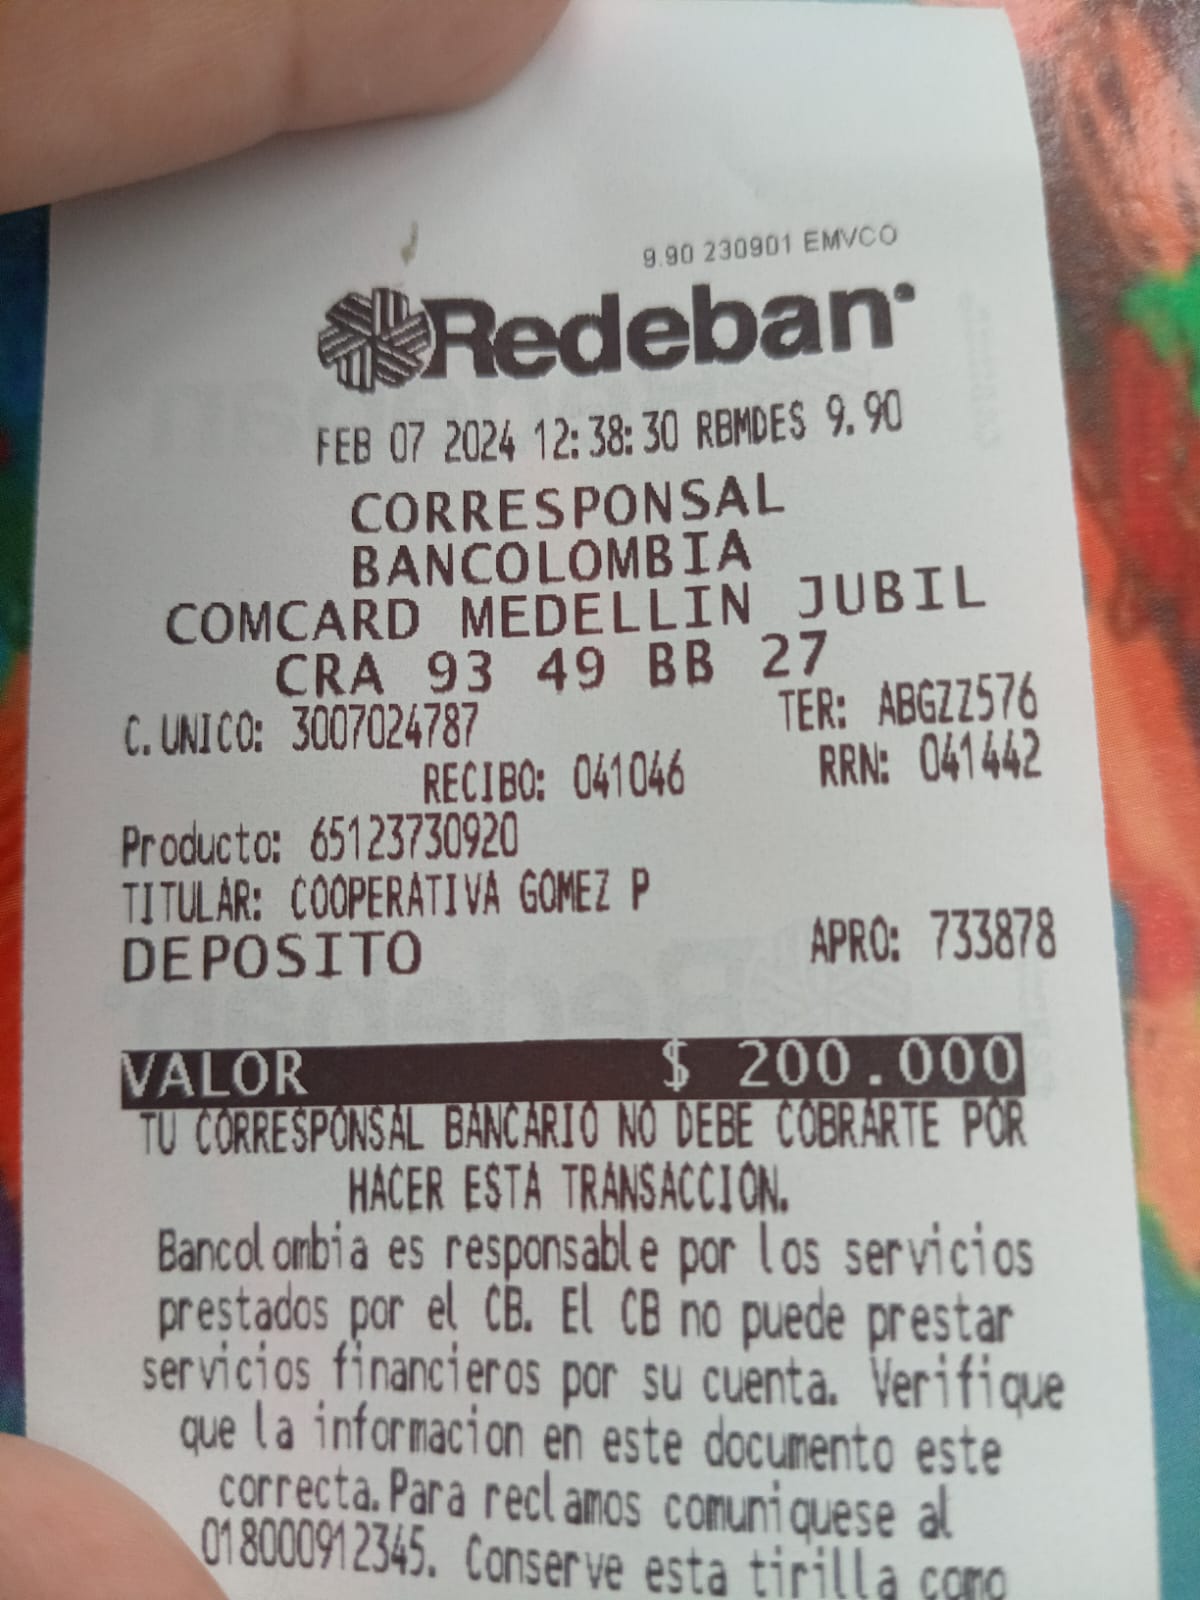 9.90 230901 EMVCO
Redeban
FEB 07 2024 12:38:30 RBMDES 9.90
CORRESPONSAL
BANCOLOMBIA
COMCARD MEDELLIN JUBIL
CRA 93 49 BB 27
C.UNICO: 3007024787 TER: ABGZZ576
RECIBO: 041046 RRN: 041442
Producto: 65123730920
TITULAR: COOPERATIVA GOMEZ P
DEPOSITO APRO: 733878
VALOR $ 200.000
TU CORRESPONSAL BANCARIO NO DEBE COBRARTE POR
HACER ESTA TRANSACCION.
Bancolombia es responsable por los servicios
prestados por el CB. El CB no puede prestar
servicios financieros por su cuenta. Verifique
que la informacion en este documento este
correcta.Para reclamos comuniquese al
018000912345. Conserve esta tirilla como